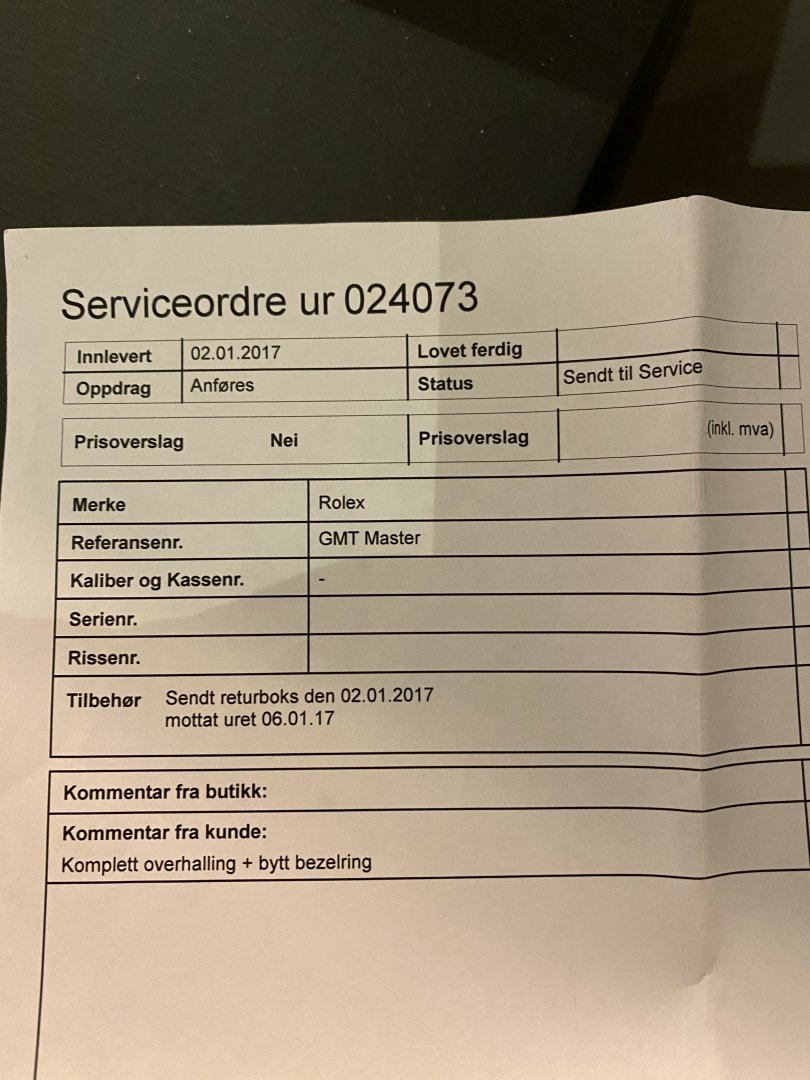 Serviceordre ur 024073
Innlevert 02.01.2017 Lovet ferdig
Oppdrag Anføres Status Sendt til Service
Prisoverslag Nei Prisoverslag (inkl. mva)
Merke Rolex
Referansenr. GMT Master
Kaliber og Kassenr. -
Serienr.
Rissenr.
Tilbehør Sendt returboks den 02.01.2017
mottat uret 06.01.17
Kommentar fra butikk:
Kommentar fra kunde:
Komplett overhalling + bytt bezelring